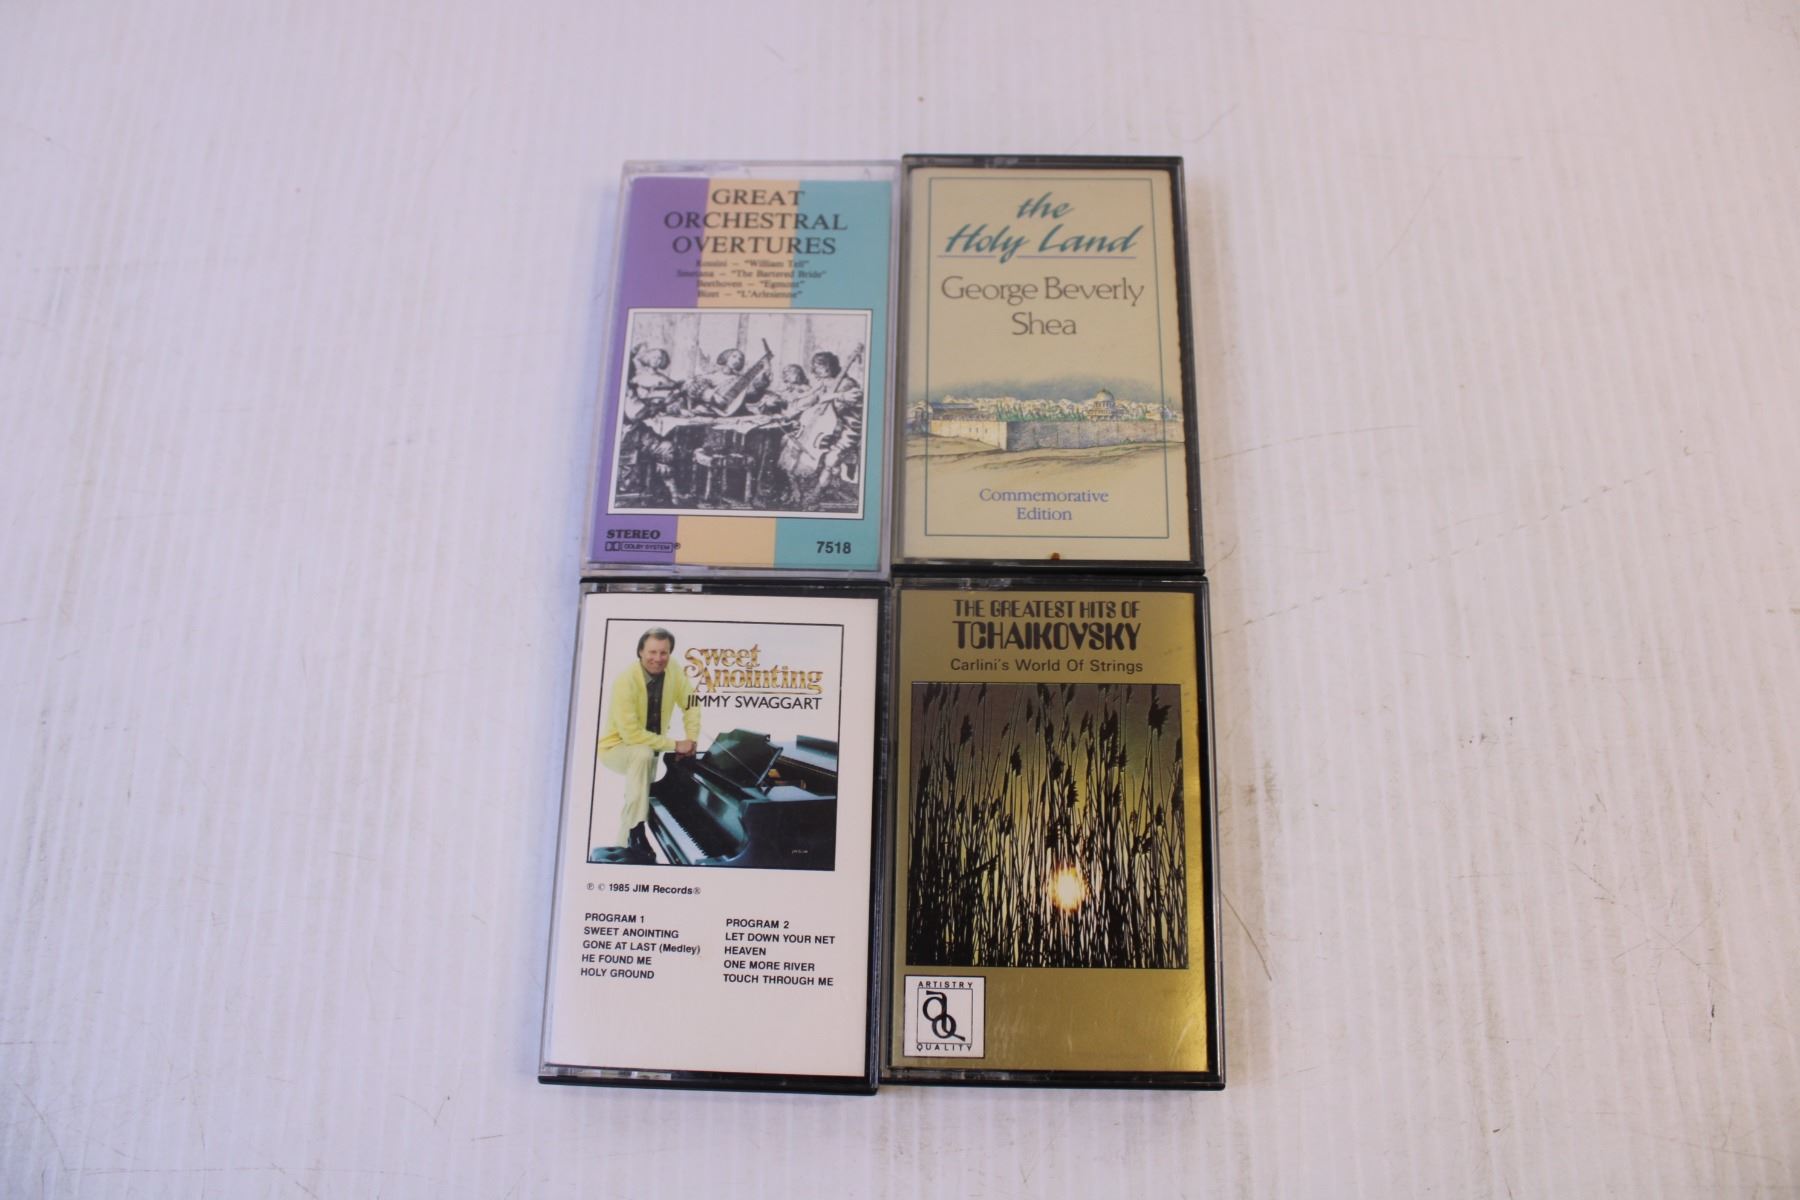 GREAT
ORCHESTRAL
OVERTURES
Rossini – "William Tell"
Smetana – "The Bartered Bride"
Beethoven – "Egmont"
Bizet – "L'Arlesienne"
STEREO
DOLBY SYSTEM ®
7518
the
Holy Land
George Beverly
Shea
Commemorative
Edition
Sweet
Anointing
JIMMY SWAGGART
℗ © 1985 JIM Records®
PROGRAM 1
SWEET ANOINTING
GONE AT LAST (Medley)
HE FOUND ME
HOLY GROUND
PROGRAM 2
LET DOWN YOUR NET
HEAVEN
ONE MORE RIVER
TOUCH THROUGH ME
THE GREATEST HITS OF
TCHAIKOVSKY
Carlini's World Of Strings
ARTISTRY
aq
QUALITY